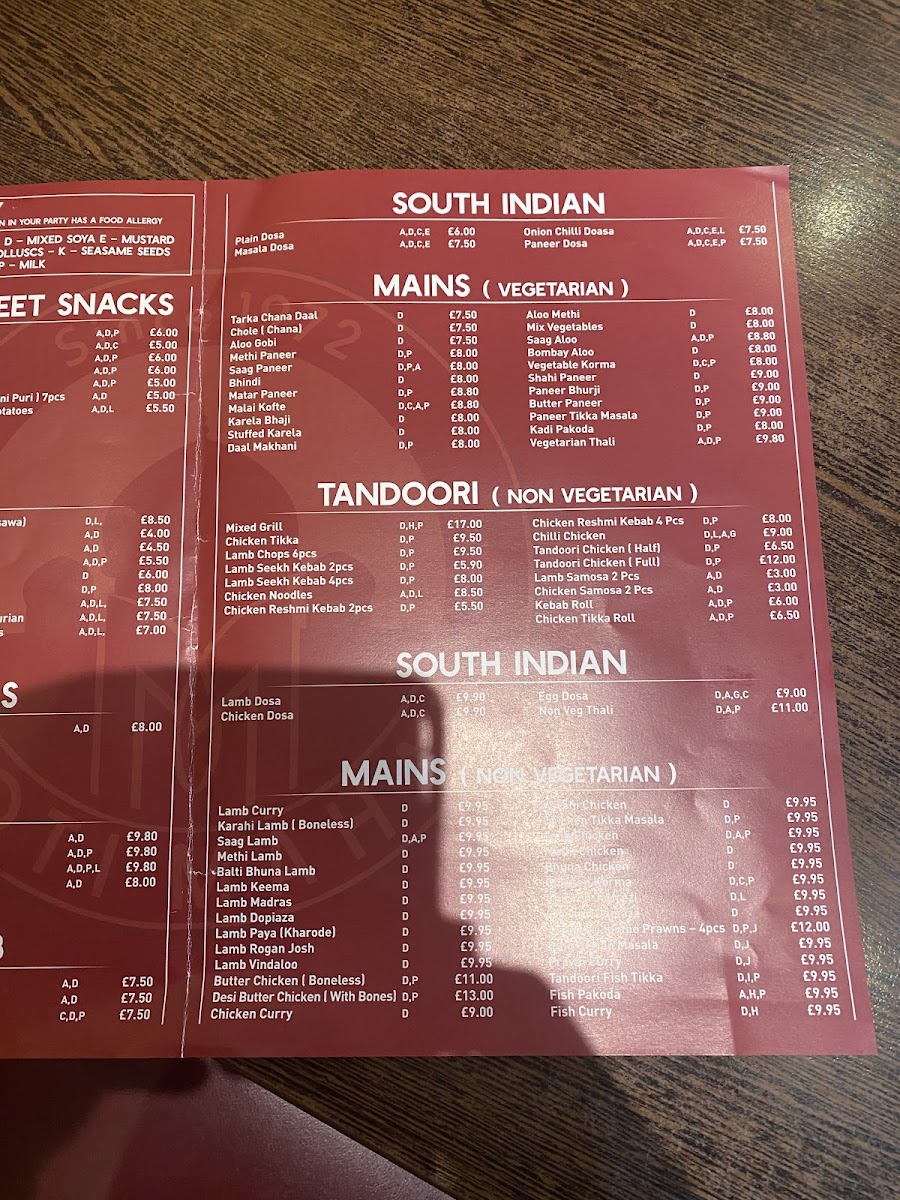 N IN YOUR PARTY HAS A FOOD ALLERGY
D – MIXED SOYA E – MUSTARD
OLLUSCS – K – SEASAME SEEDS
P – MILK
EET SNACKS
A,D,P £6.00
A,D,C £5.00
A,D,P £6.00
A,D,P £6.00
A,D,P £5.00
ni Puri ) 7pcs A,D £5.00
otatoes A,D,L £5.50
sawa) D,L, £8.50
A,D £4.00
A,D £4.50
A,D,P £5.50
D £6.00
D,P £8.00
A,D,L, £7.50
urian A,D,L, £7.50
s A,D,L, £7.00
S
A,D £8.00
A,D £9.80
A,D,P £9.80
A,D,P,L £9.80
A,D £8.00
A,D £7.50
A,D £7.50
C,D,P £7.50
Since 1972
SOUTH INDIAN
Plain Dosa A,D,C,E £6.00
Masala Dosa A,D,C,E £7.50
Onion Chilli Doasa A,D,C,E,L £7.50
Paneer Dosa A,D,C,E,P £7.50
MAINS ( VEGETARIAN )
Tarka Chana Daal D £7.50
Chole ( Chana) D £7.50
Aloo Gobi D £7.50
Methi Paneer D,P £8.00
Saag Paneer D,P,A £8.00
Bhindi D £8.00
Matar Paneer D,P £8.80
Malai Kofte D,C,A,P £8.80
Karela Bhaji D £8.00
Stuffed Karela D £8.00
Daal Makhani D,P £8.00
Aloo Methi D £8.00
Mix Vegetables D £8.00
Saag Aloo A,D,P £8.80
Bombay Aloo D £8.00
Vegetable Korma D,C,P £8.00
Shahi Paneer D £9.00
Paneer Bhurji D,P £9.00
Butter Paneer D,P £9.00
Paneer Tikka Masala D,P £9.00
Kadi Pakoda D,P £8.00
Vegetarian Thali A,D,P £9.80
TANDOORI ( NON VEGETARIAN )
Mixed Grill D,H,P £17.00
Chicken Tikka D,P £9.50
Lamb Chops 6pcs D,P £9.50
Lamb Seekh Kebab 2pcs D,P £5.90
Lamb Seekh Kebab 4pcs D,P £8.00
Chicken Noodles A,D,L £8.50
Chicken Reshmi Kebab 2pcs D,P £5.50
Chicken Reshmi Kebab 4 Pcs D,P £8.00
Chilli Chicken D,L,A,G £9.00
Tandoori Chicken ( Half) D,P £6.50
Tandoori Chicken ( Full) D,P £12.00
Lamb Samosa 2 Pcs A,D £3.00
Chicken Samosa 2 Pcs A,D £3.00
Kebab Roll A,D,P £6.00
Chicken Tikka Roll A,D,P £6.50
SOUTH INDIAN
Lamb Dosa A,D,C £9.90
Chicken Dosa A,D,C £9.90
Egg Dosa D,A,G,C £9.00
Non Veg Thali D,A,P £11.00
MAINS ( NON VEGETARIAN )
Lamb Curry D £9.95
Karahi Lamb ( Boneless) D £9.95
Saag Lamb D,A,P £9.95
Methi Lamb D £9.95
Balti Bhuna Lamb D £9.95
Lamb Keema D £9.95
Lamb Madras D £9.95
Lamb Dopiaza D £9.95
Lamb Paya (Kharode) D £9.95
Lamb Rogan Josh D £9.95
Lamb Vindaloo D £9.95
Butter Chicken ( Boneless) D,P £11.00
Desi Butter Chicken ( With Bones) D,P £13.00
Chicken Curry D £9.00
Chicken D £9.95
Tikka Masala D,P £9.95
Chicken D,A,P £9.95
Chicken D £9.95
Bhuna Chicken D £9.95
Korma D,C,P £9.95
D,L £9.95
D £9.95
Prawns – 4pcs D,P,J £12.00
Masala D,J £9.95
Curry D,J £9.95
Tandoori Fish Tikka D,I,P £9.95
Fish Pakoda A,H,P £9.95
Fish Curry D,H £9.95